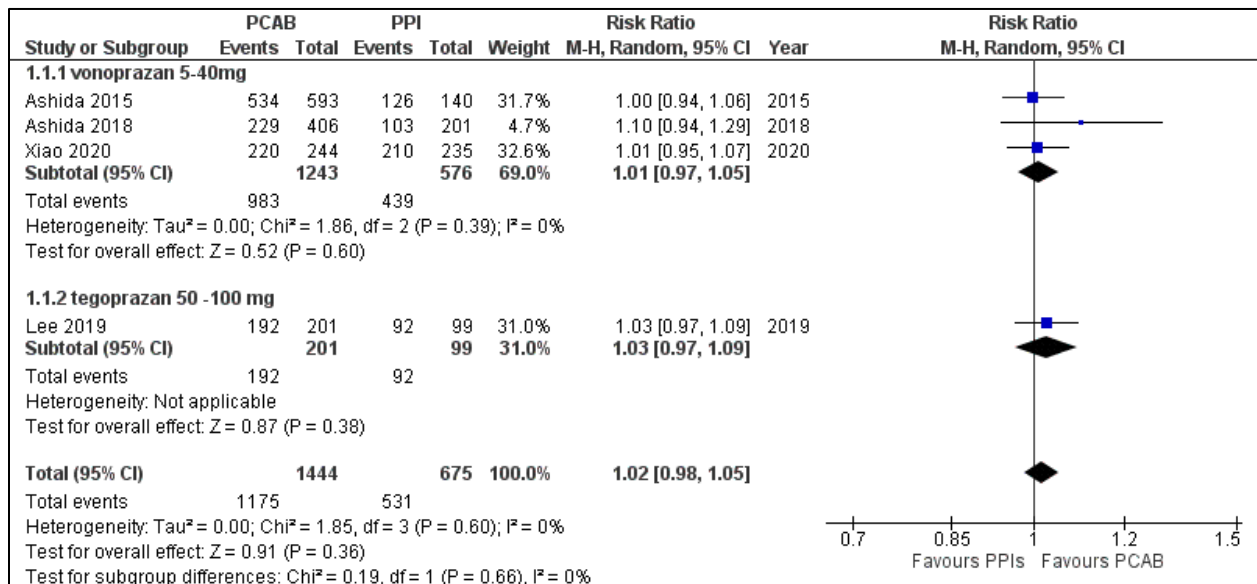 PCAB PPI Risk Ratio Risk Ratio
Study or Subgroup Events Total Events Total Weight M-H, Random, 95% CI Year M-H, Random, 95% CI
1.1.1 vonoprazan 5-40mg
Ashida 2015 534 593 126 140 31.7% 1.00 [0.94, 1.06] 2015
Ashida 2018 229 406 103 201 4.7% 1.10 [0.94, 1.29] 2018
Xiao 2020 220 244 210 235 32.6% 1.01 [0.95, 1.07] 2020
Subtotal (95% CI) 1243 576 69.0% 1.01 [0.97, 1.05]
Total events 983 439
Heterogeneity: Tau² = 0.00; Chi² = 1.86, df = 2 (P = 0.39); I² = 0%
Test for overall effect: Z = 0.52 (P = 0.60)
1.1.2 tegoprazan 50 -100 mg
Lee 2019 192 201 92 99 31.0% 1.03 [0.97, 1.09] 2019
Subtotal (95% CI) 201 99 31.0% 1.03 [0.97, 1.09]
Total events 192 92
Heterogeneity: Not applicable
Test for overall effect: Z = 0.87 (P = 0.38)
Total (95% CI) 1444 675 100.0% 1.02 [0.98, 1.05]
Total events 1175 531
Heterogeneity: Tau² = 0.00; Chi² = 1.85, df = 3 (P = 0.60); I² = 0%
Test for overall effect: Z = 0.91 (P = 0.36)
Test for subgroup differences: Chi² = 0.19, df = 1 (P = 0.66), I² = 0%
0.7 0.85 1 1.2 1.5
Favours PPIs Favours PCAB